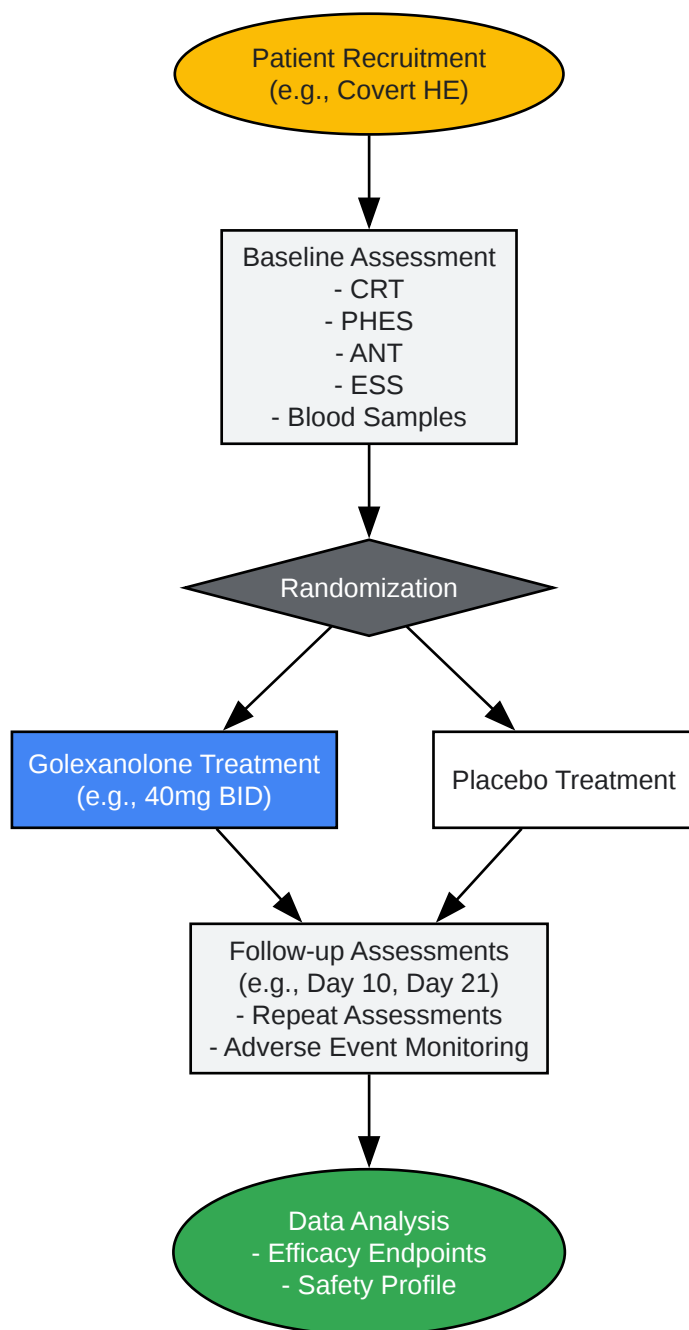 Patient Recruitment
(e.g., Covert HE)
Baseline Assessment
- CRT
- PHES
- ANT
- ESS
- Blood Samples
Randomization
Golexanolone Treatment
(e.g., 40mg BID)
Placebo Treatment
Follow-up Assessments
(e.g., Day 10, Day 21)
- Repeat Assessments
- Adverse Event Monitoring
Data Analysis
- Efficacy Endpoints
- Safety Profile